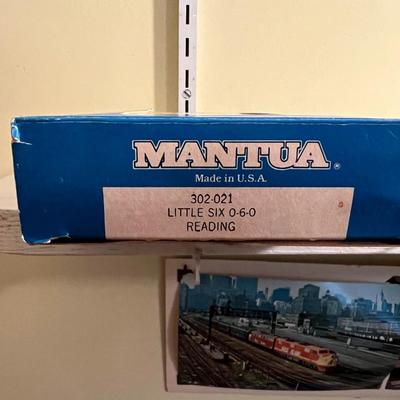 MANTUA®
Made in U.S.A.
302-021
LITTLE SIX 0-6-0
READING